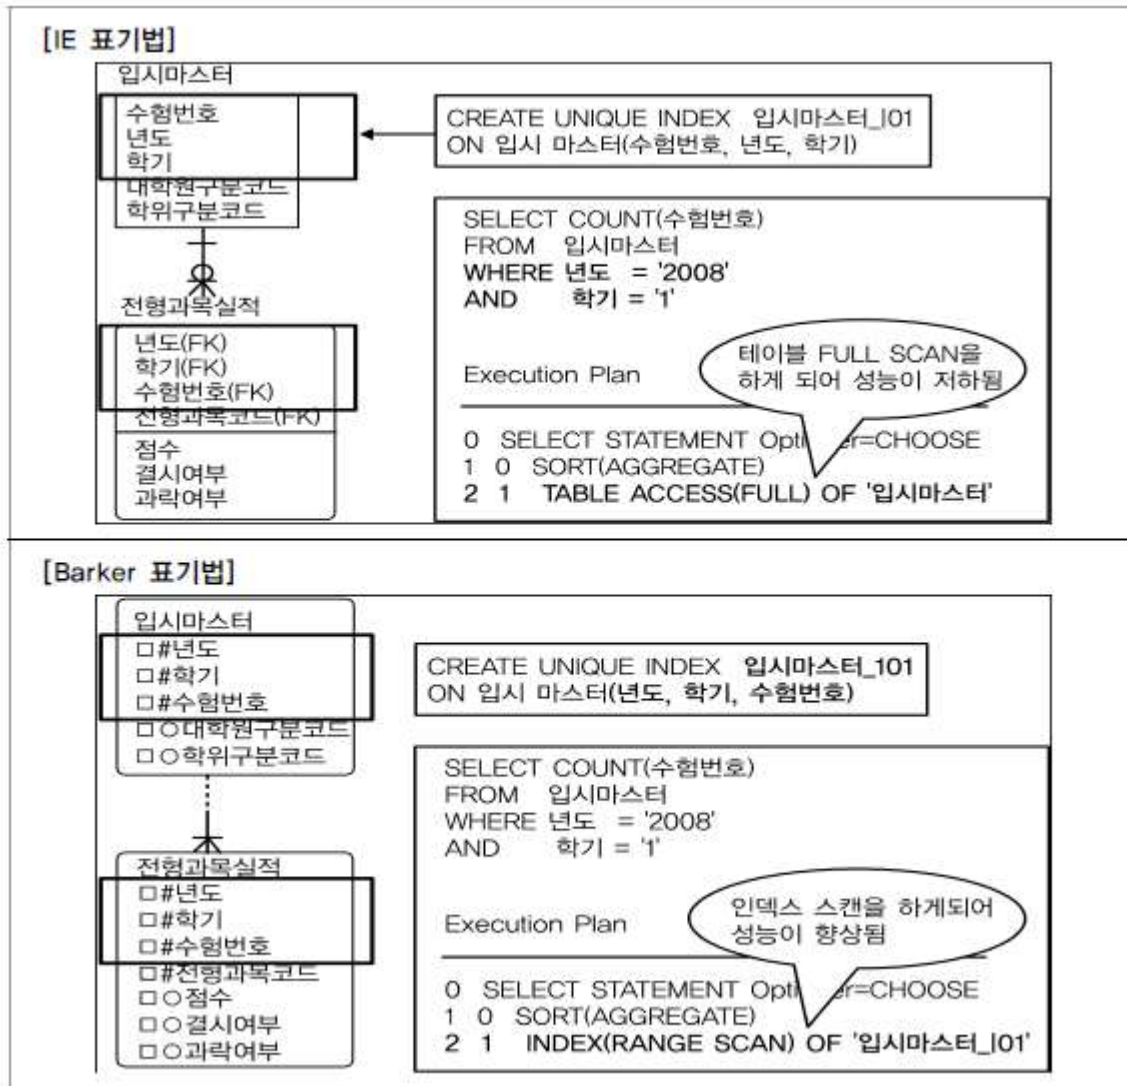 [IE 표기법]
입시마스터
수험번호
년도
학기
대학원구분코드
학위구분코드
CREATE UNIQUE INDEX 입시마스터_I01
ON 입시 마스터(수험번호, 년도, 학기)
전형과목실적
년도(FK)
학기(FK)
수험번호(FK)
전형과목코드(FK)
점수
결시여부
과락여부
SELECT COUNT(수험번호)
FROM 입시마스터
WHERE 년도 = '2008'
AND 학기 = '1'
테이블 FULL SCAN을
하게 되어 성능이 저하됨
Execution Plan
0 SELECT STATEMENT Opti er=CHOOSE
1 0 SORT(AGGREGATE)
2 1 TABLE ACCESS(FULL) OF '입시마스터'
[Barker 표기법]
입시마스터
□#년도
□#학기
□#수험번호
□○대학원구분코드
□○학위구분코드
CREATE UNIQUE INDEX 입시마스터_101
ON 입시 마스터(년도, 학기, 수험번호)
전형과목실적
□#년도
□#학기
□#수험번호
□#전형과목코드
□○점수
□○결시여부
□○과락여부
SELECT COUNT(수험번호)
FROM 입시마스터
WHERE 년도 = '2008'
AND 학기 = '1'
인덱스 스캔을 하게되어
성능이 향상됨
Execution Plan
0 SELECT STATEMENT Opti er=CHOOSE
1 0 SORT(AGGREGATE)
2 1 INDEX(RANGE SCAN) OF '입시마스터_I01'